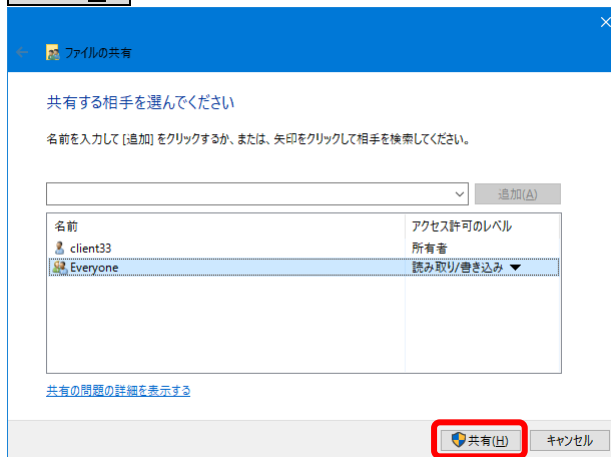 ファイルの共有
共有する相手を選んでください
名前を入力して [追加] をクリックするか、または、矢印をクリックして相手を検索してください。
追加(A)
名前 アクセス許可のレベル
client33 所有者
Everyone 読み取り/書き込み ▼
共有の問題の詳細を表示する
共有(H) キャンセル